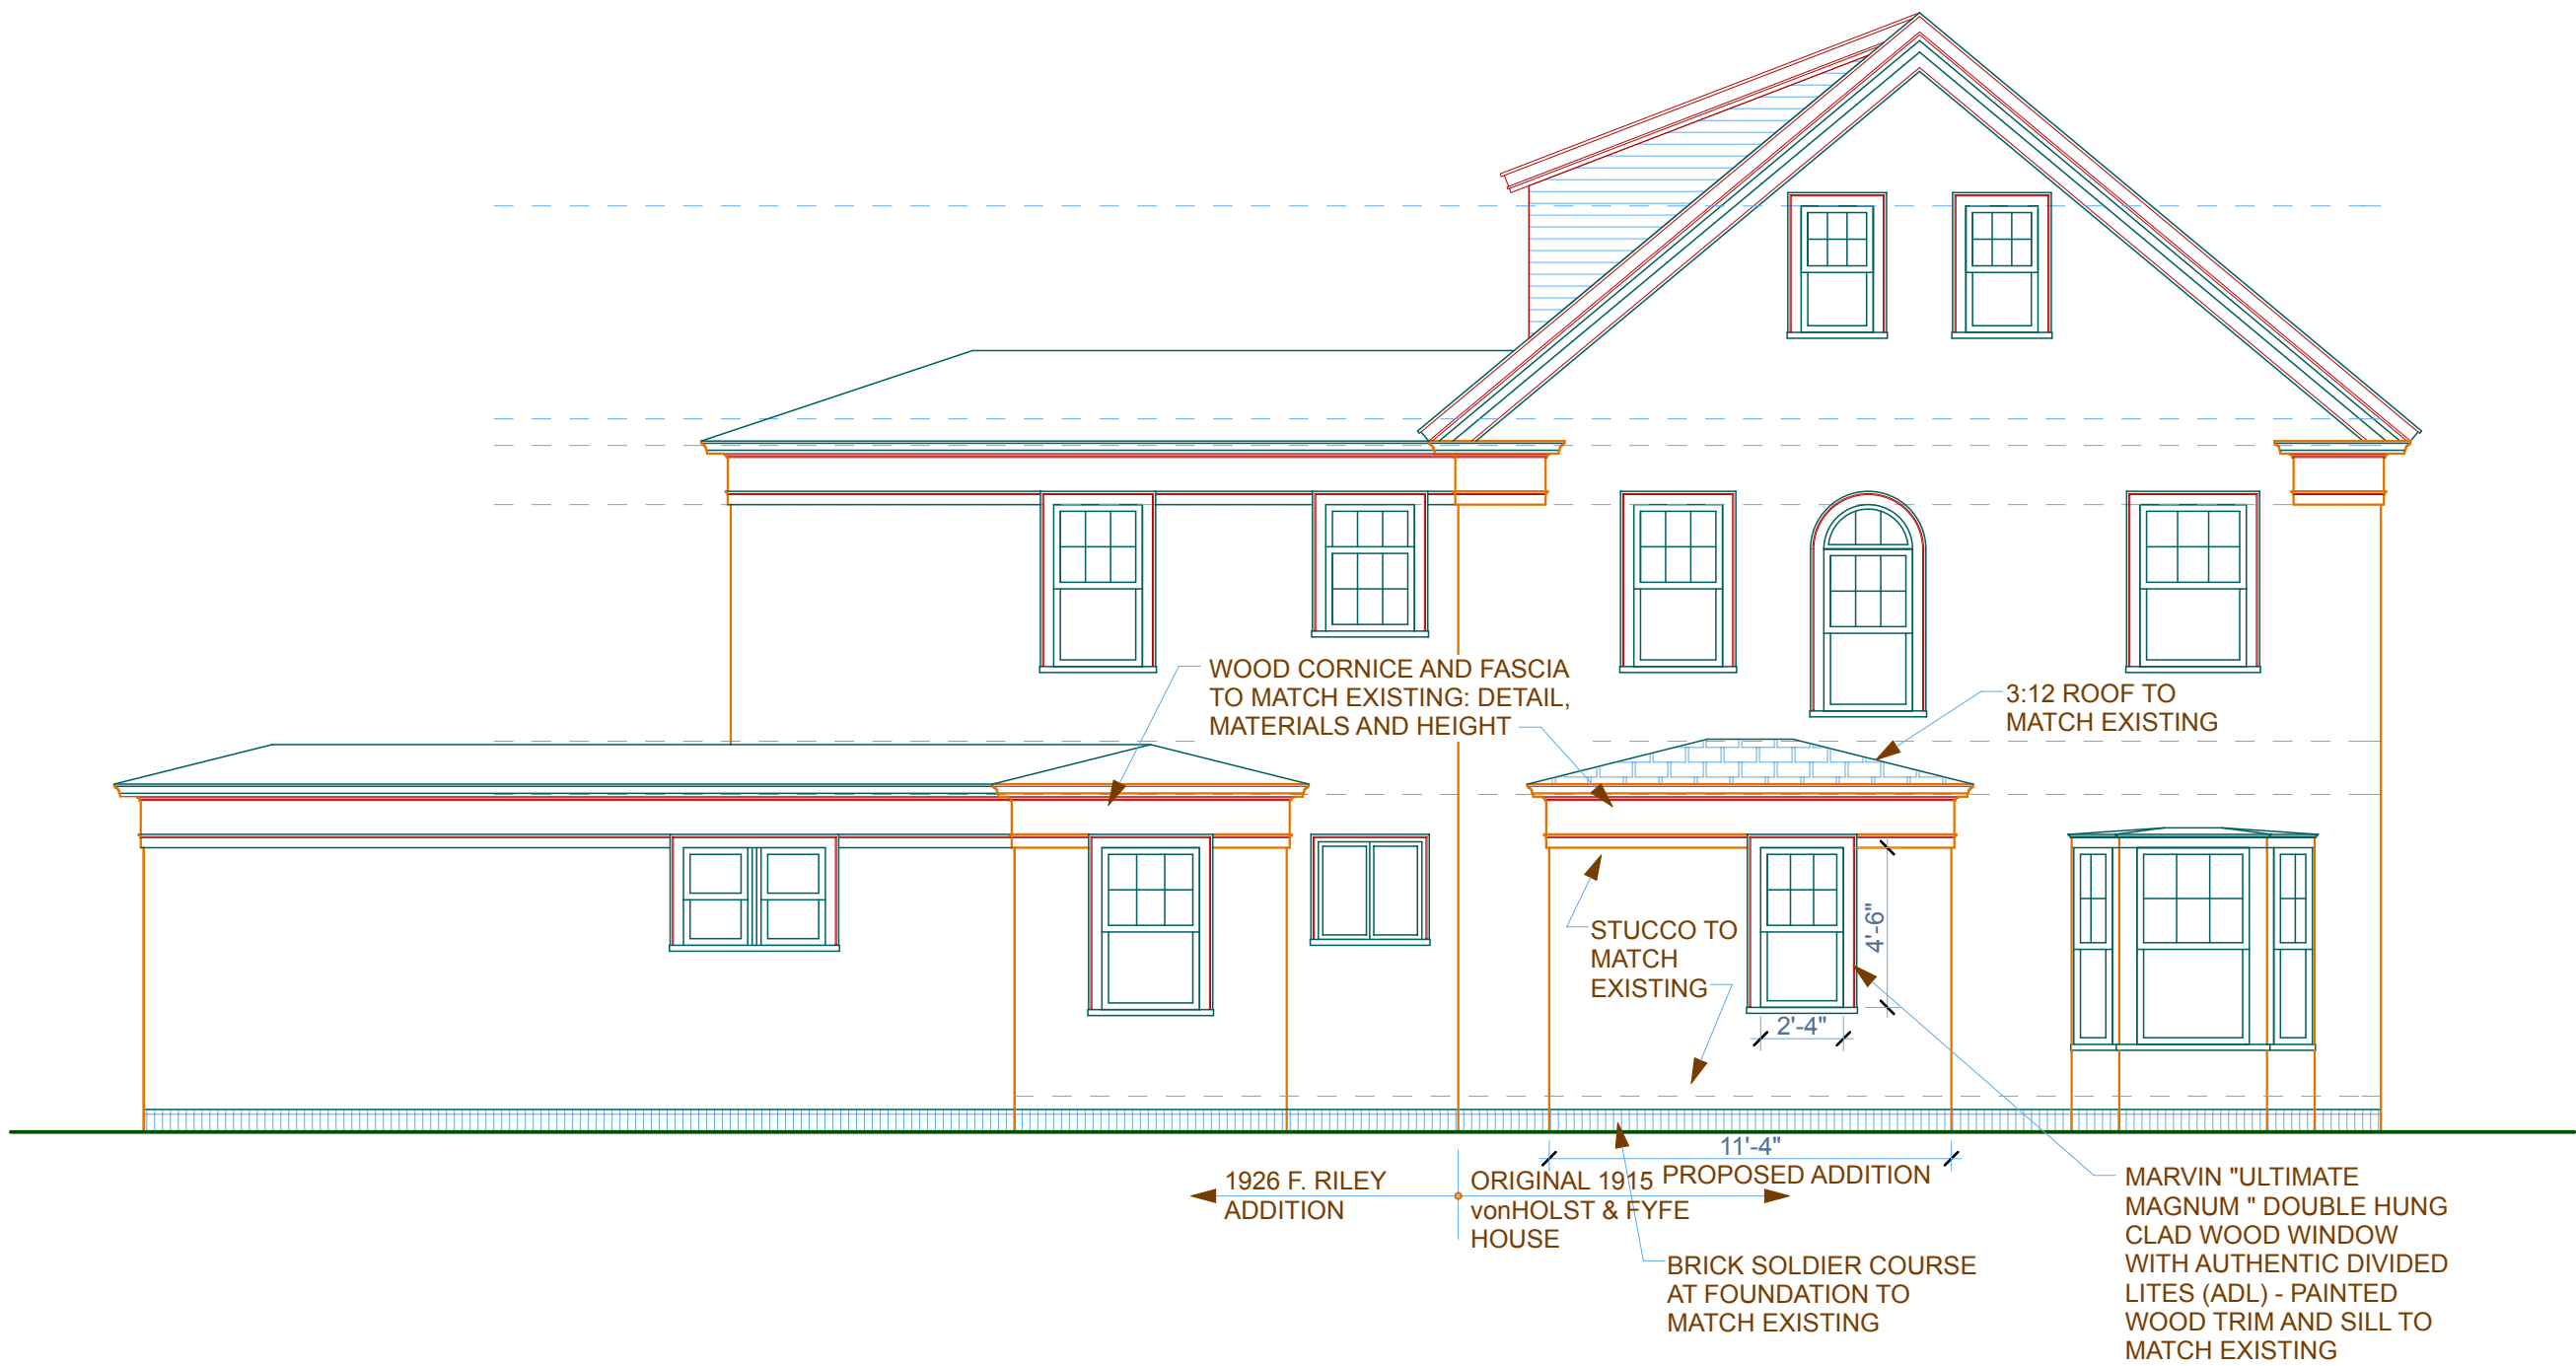 WOOD CORNICE AND FASCIA
TO MATCH EXISTING: DETAIL,
MATERIALS AND HEIGHT
3:12 ROOF TO
MATCH EXISTING
STUCCO TO
MATCH
EXISTING
4'-6"
2'-4"
11'-4"
PROPOSED ADDITION
1926 F. RILEY
ADDITION
ORIGINAL 1915
vonHOLST & FYFE
HOUSE
BRICK SOLDIER COURSE
AT FOUNDATION TO
MATCH EXISTING
MARVIN "ULTIMATE
MAGNUM " DOUBLE HUNG
CLAD WOOD WINDOW
WITH AUTHENTIC DIVIDED
LITES (ADL) - PAINTED
WOOD TRIM AND SILL TO
MATCH EXISTING